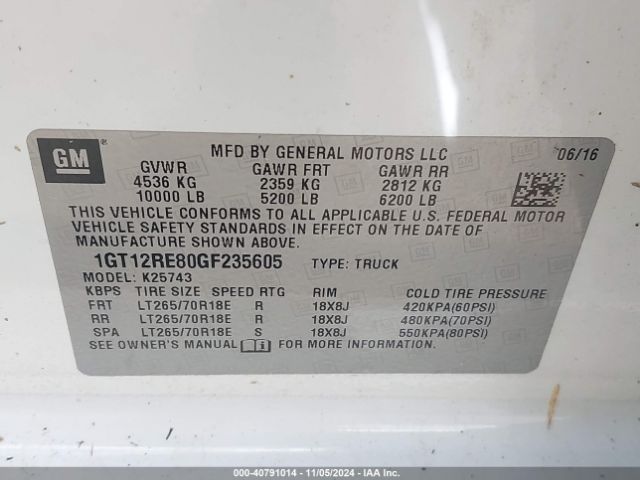 GM ®
MFD BY GENERAL MOTORS LLC 06/16
GVWR GAWR FRT GAWR RR
4536 KG 2359 KG 2812 KG
10000 LB 5200 LB 6200 LB
THIS VEHICLE CONFORMS TO ALL APPLICABLE U.S. FEDERAL MOTOR
VEHICLE SAFETY STANDARDS IN EFFECT ON THE DATE OF
MANUFACTURE SHOWN ABOVE.
1GT12RE80GF235605 TYPE: TRUCK
MODEL: K25743
KBPS TIRE SIZE SPEED RTG RIM COLD TIRE PRESSURE
FRT LT265/70R18E R 18X8J 420KPA(60PSI)
RR LT265/70R18E R 18X8J 480KPA(70PSI)
SPA LT265/70R18E S 18X8J 550KPA(80PSI)
SEE OWNER'S MANUAL FOR MORE INFORMATION.
000-40791014 - 11/05/2024 - IAA Inc.